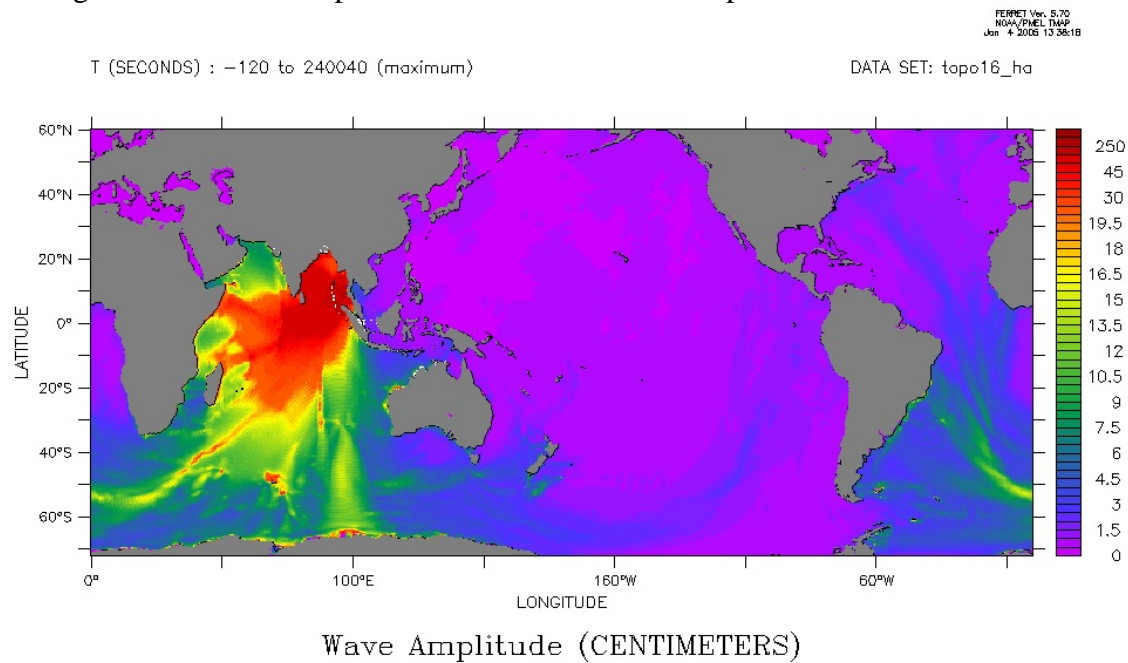 FERRET Ver. 5.70
NOAA/PMEL TMAP
Jan 4 2005 13:38:18
T (SECONDS) : -120 to 240040 (maximum)
DATA SET: topo16_ha
60°N
40°N
20°N
0°
20°S
40°S
60°S
LATITUDE
250
45
30
19.5
18
16.5
15
13.5
12
10.5
9
7.5
6
4.5
3
1.5
0
0°
100°E
160°W
60°W
LONGITUDE
Wave Amplitude (CENTIMETERS)